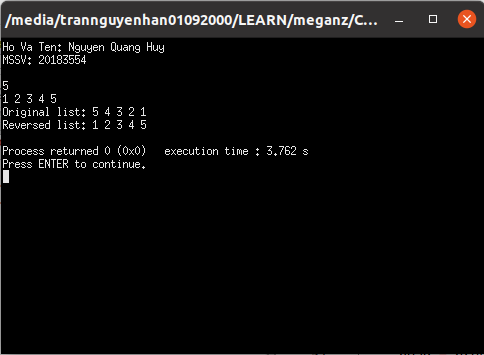 /media/trannguyenhan01092000/LEARN/meganz/C...
Ho Va Ten: Nguyen Quang Huy
MSSV: 20183554
5
1 2 3 4 5
Original list: 5 4 3 2 1
Reversed list: 1 2 3 4 5
Process returned 0 (0x0)   execution time : 3.762 s
Press ENTER to continue.